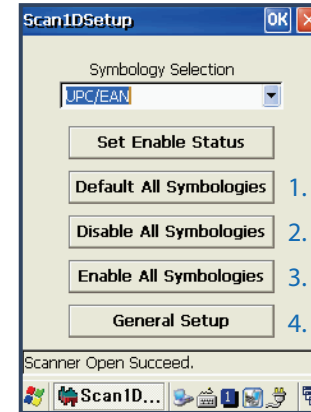 Scan1DSetup OK
Symbology Selection
UPC/EAN
Set Enable Status
Default All Symbologies 1.
Disable All Symbologies 2.
Enable All Symbologies 3.
General Setup 4.
Scanner Open Succeed.
Scan1D... 1